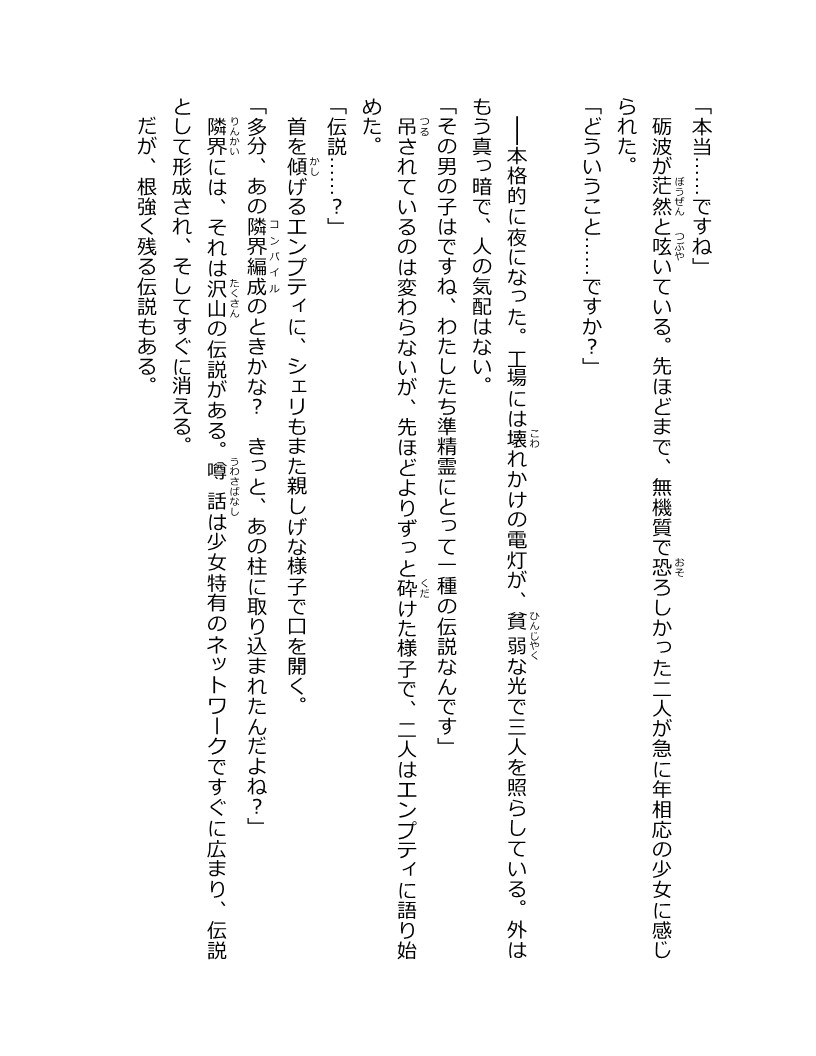 「本当……ですね」
砺波が茫然と呟いている。先ほどまで、無機質で恐ろしかった二人が急に年相応の少女に感じ
られた。
「どういうこと……ですか？」
──本格的に夜になった。工場には壊れかけの電灯が、貧弱な光で三人を照らしている。外は
もう真っ暗で、人の気配はない。
「その男の子はですね、わたしたち準精霊にとって一種の伝説なんです」
吊されているのは変わらないが、先ほどよりずっと砕けた様子で、二人はエンプティに語り始
めた。
「伝説……？」
首を傾げるエンプティに、シェリもまた親しげな様子で口を開く。
「多分、あの隣界編成のときかな？　きっと、あの柱に取り込まれたんだよね？」
隣界には、それは沢山の伝説がある。噂話は少女特有のネットワークですぐに広まり、伝説
として形成され、そしてすぐに消える。
だが、根強く残る伝説もある。